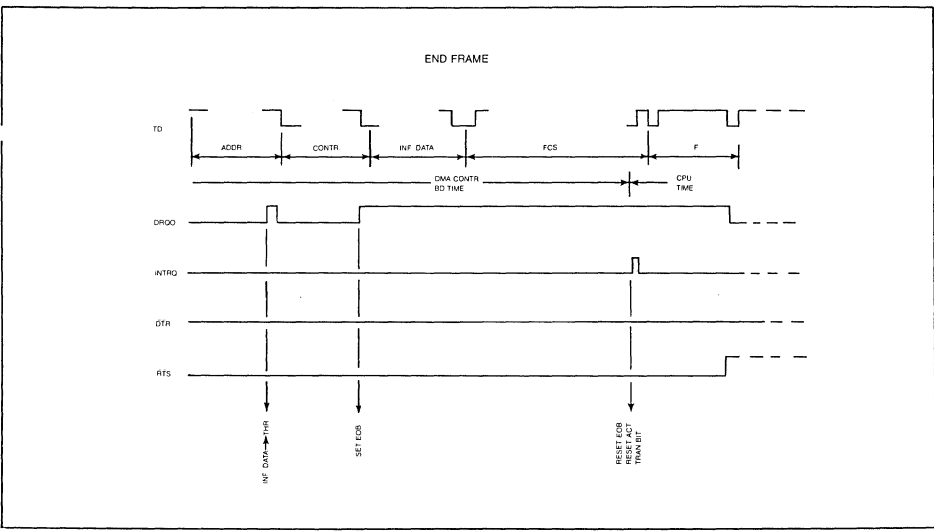 END FRAME
TD
ADDR
CONTR
INF DATA
FCS
F
DMA CONTR
BD TIME
CPU
TIME
DRQO
INTRQ
DTR
RTS
INF DATA THR
SET EOB
RESET EOB
RESET ACT
TRAN BIT